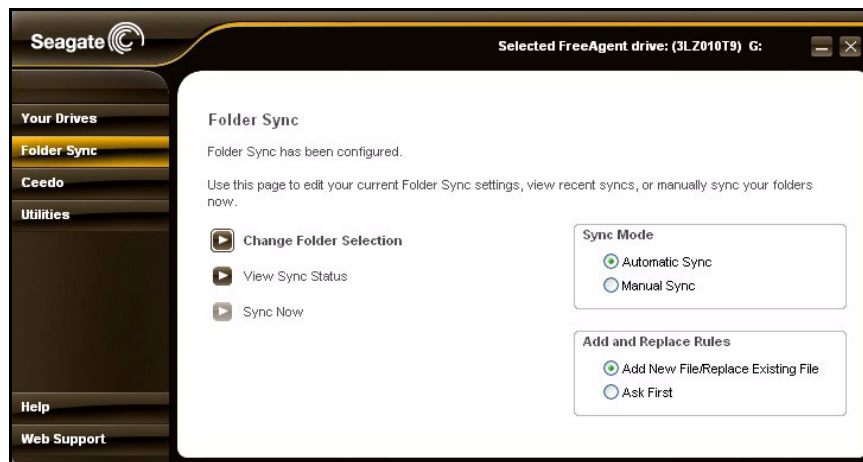 Seagate
Selected FreeAgent drive: (3LZ010T9) G:
Your Drives
Folder Sync
Ceedo
Utilities
Help
Web Support
Folder Sync
Folder Sync has been configured.
Use this page to edit your current Folder Sync settings, view recent syncs, or manually sync your folders
now.
Change Folder Selection
View Sync Status
Sync Now
Sync Mode
Automatic Sync
Manual Sync
Add and Replace Rules
Add New File/Replace Existing File
Ask First